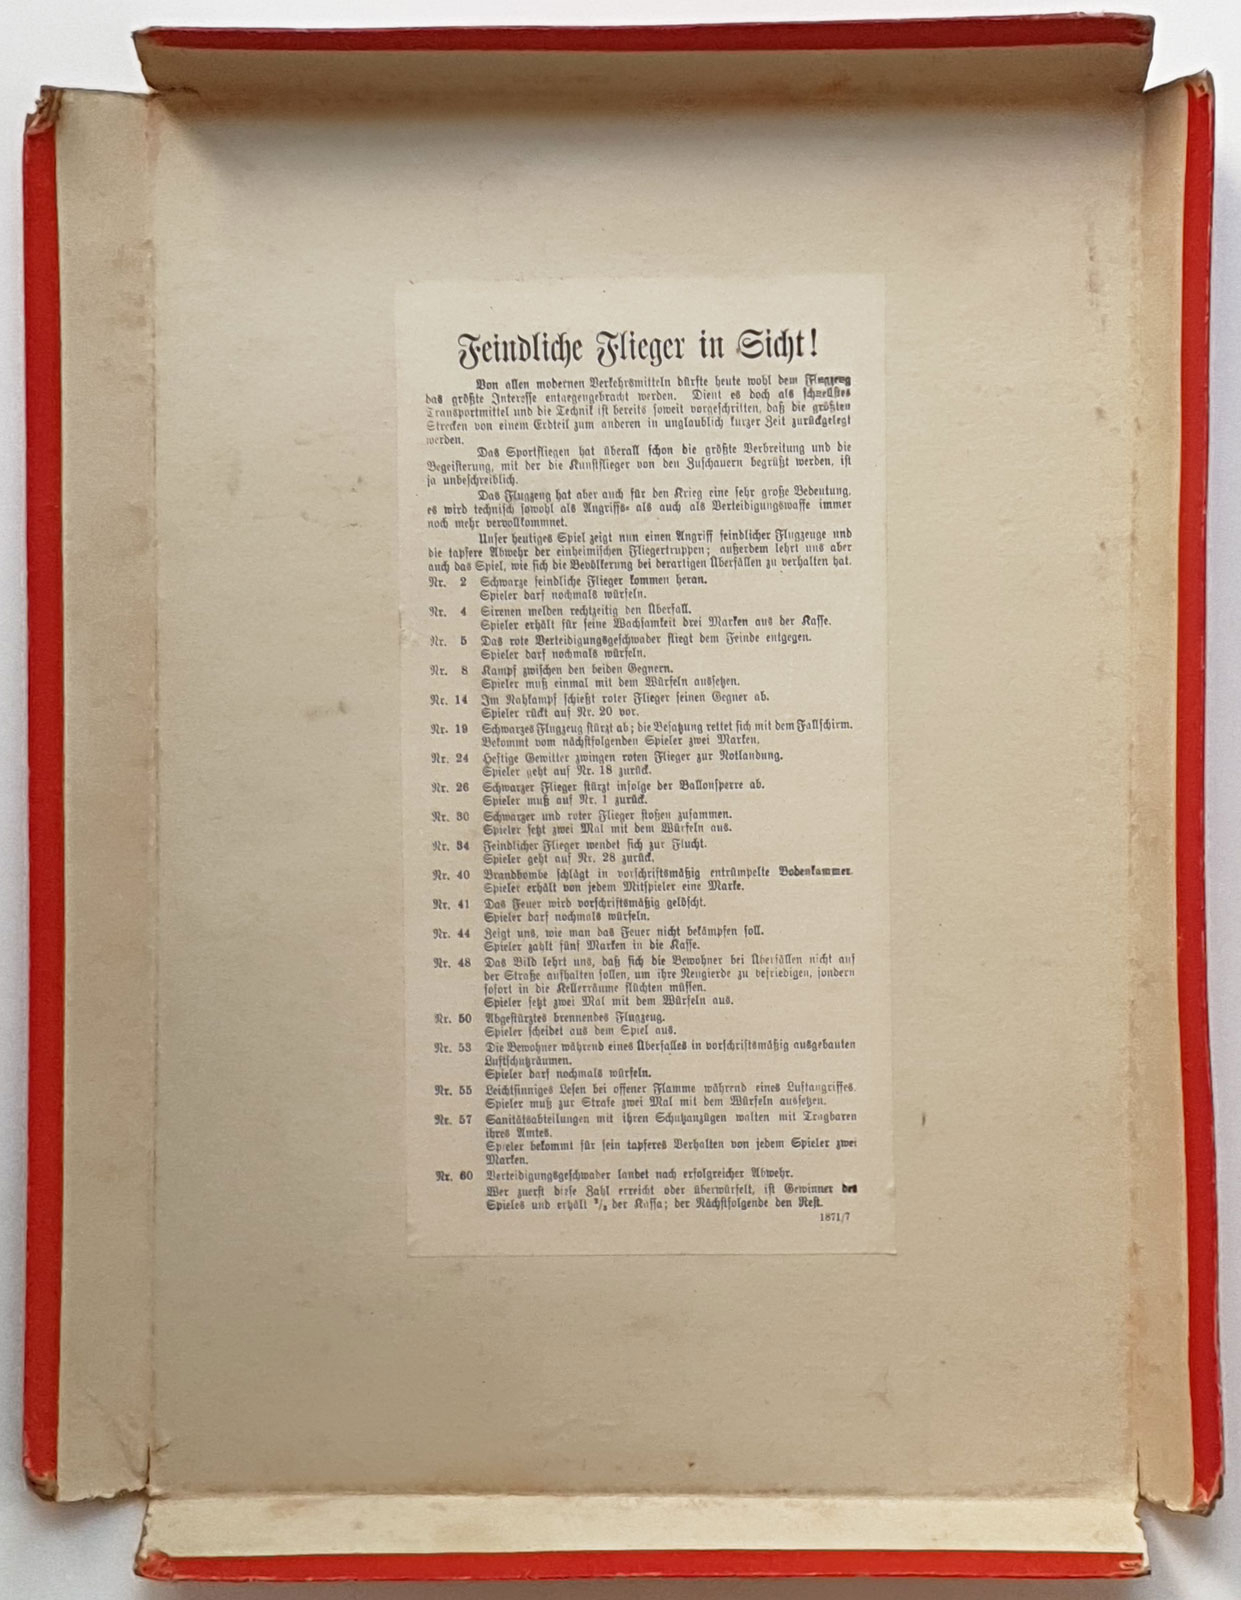 Feindliche Flieger in Sicht!
Von allen modernen Verkehrsmitteln dürfte heute wohl dem Flugzeug
das größte Interesse entgegengebracht werden. Dient es doch als schnellstes
Transportmittel und die Technik ist bereits soweit vorgeschritten, daß die größten
Strecken von einem Erdteil zum anderen in unglaublich kurzer Zeit zurückgelegt
werden.
Das Sportfliegen hat überall schon die größte Verbreitung und die
Begeisterung, mit der die Kunstflieger von den Zuschauern begrüßt werden, ist
ja unbeschreiblich.
Das Flugzeug hat aber auch für den Krieg eine sehr große Bedeutung,
es wird technisch sowohl als Angriffs- als auch als Verteidigungswaffe immer
noch mehr vervollkommnet.
Unser heutiges Spiel zeigt nun einen Angriff feindlicher Flugzeuge und
die tapfere Abwehr der einheimischen Fliegertruppen; außerdem lehrt uns aber
auch das Spiel, wie sich die Bevölkerung bei derartigen Überfällen zu verhalten hat.
Nr. 2 Schwarze feindliche Flieger kommen heran.
Spieler darf nochmals würfeln.
Nr. 4 Sirenen melden rechtzeitig den Überfall.
Spieler erhält für seine Wachsamkeit drei Marken aus der Kasse.
Nr. 5 Das rote Verteidigungsgeschwader fliegt dem Feinde entgegen.
Spieler darf nochmals würfeln.
Nr. 8 Kampf zwischen den beiden Gegnern.
Spieler muß einmal mit dem Würfeln aussetzen.
Nr. 14 Im Nahkampf schießt roter Flieger seinen Gegner ab.
Spieler rückt auf Nr. 20 vor.
Nr. 19 Schwarzes Flugzeug stürzt ab; die Besatzung rettet sich mit dem Fallschirm.
Bekommt vom nächstfolgenden Spieler zwei Marken.
Nr. 24 Heftige Gewitter zwingen roten Flieger zur Notlandung.
Spieler geht auf Nr. 18 zurück.
Nr. 26 Schwarzer Flieger stürzt infolge der Ballonsperre ab.
Spieler muß auf Nr. 1 zurück.
Nr. 30 Schwarzer und roter Flieger stoßen zusammen.
Spieler setzt zwei Mal mit dem Würfeln aus.
Nr. 34 Feindlicher Flieger wendet sich zur Flucht.
Spieler geht auf Nr. 28 zurück.
Nr. 40 Brandbombe schlägt in vorschriftsmäßig entrümpelte Bodenkammer.
Spieler erhält von jedem Mitspieler eine Marke.
Nr. 41 Das Feuer wird vorschriftsmäßig gelöscht.
Spieler darf nochmals würfeln.
Nr. 44 Zeigt uns, wie man das Feuer nicht bekämpfen soll.
Spieler zahlt fünf Marken in die Kasse.
Nr. 48 Das Bild lehrt uns, daß sich die Bewohner bei Überfällen nicht auf
der Straße aufhalten sollen, um ihre Neugierde zu befriedigen, sondern
sofort in die Kellerräume flüchten müssen.
Spieler setzt zwei Mal mit dem Würfeln aus.
Nr. 50 Abgestürztes brennendes Flugzeug.
Spieler scheidet aus dem Spiel aus.
Nr. 53 Die Bewohner während eines Überfalles in vorschriftsmäßig ausgebauten
Luftschutzräumen.
Spieler darf nochmals würfeln.
Nr. 55 Leichtsinniges Lesen bei offener Flamme während eines Luftangriffes.
Spieler muß zur Strafe zwei Mal mit dem Würfeln aussetzen.
Nr. 57 Sanitätsabteilungen mit ihren Schutzanzügen walten mit Tragbaren
ihres Amtes.
Spieler bekommt für sein tapferes Verhalten von jedem Spieler zwei
Marken.
Nr. 60 Verteidigungsgeschwader landet nach erfolgreicher Abwehr.
Wer zuerst diese Zahl erreicht oder überwürfelt, ist Gewinner des
Spieles und erhält 2/3 der Kassa; der Nächstfolgende den Rest.
1871/7